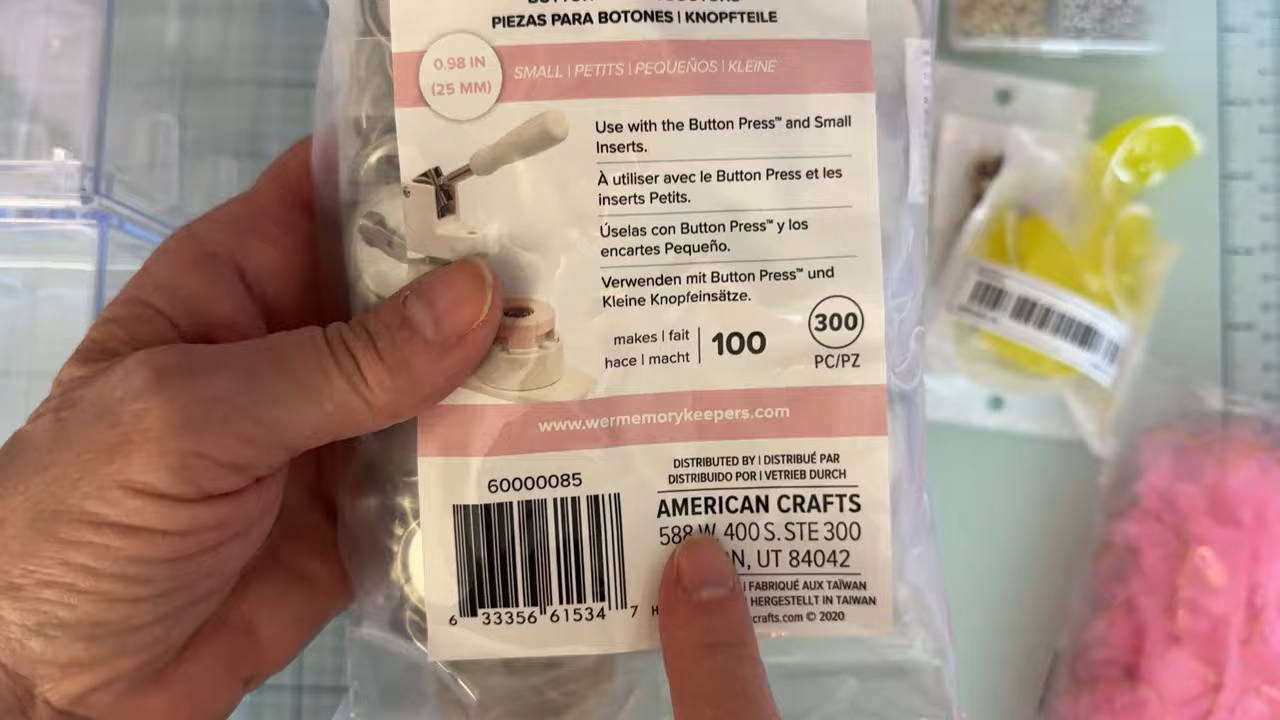 PIEZAS PARA BOTONES | KNOPFTEILE
0.98 IN
(25 MM)
SMALL | PETITS | PEQUEÑOS | KLEINE
Use with the Button Press™ and Small
Inserts.
À utiliser avec le Button Press et les
inserts Petits.
Úselas con Button Press™ y los
encartes Pequeño.
Verwenden mit Button Press™ und
Kleine Knopfeinsätze.
makes | fait
hace | macht
100
300
PC/PZ
www.wermemorykeepers.com
60000085
6 33356 61534 7
DISTRIBUTED BY | DISTRIBUÉ PAR
DISTRIBUIDO POR | VETRIEB DURCH
AMERICAN CRAFTS
588 W. 400 S. STE 300
N, UT 84042
| FABRIQUÉ AUX TAÏWAN
HERGESTELLT IN TAIWAN
crafts.com © 2020